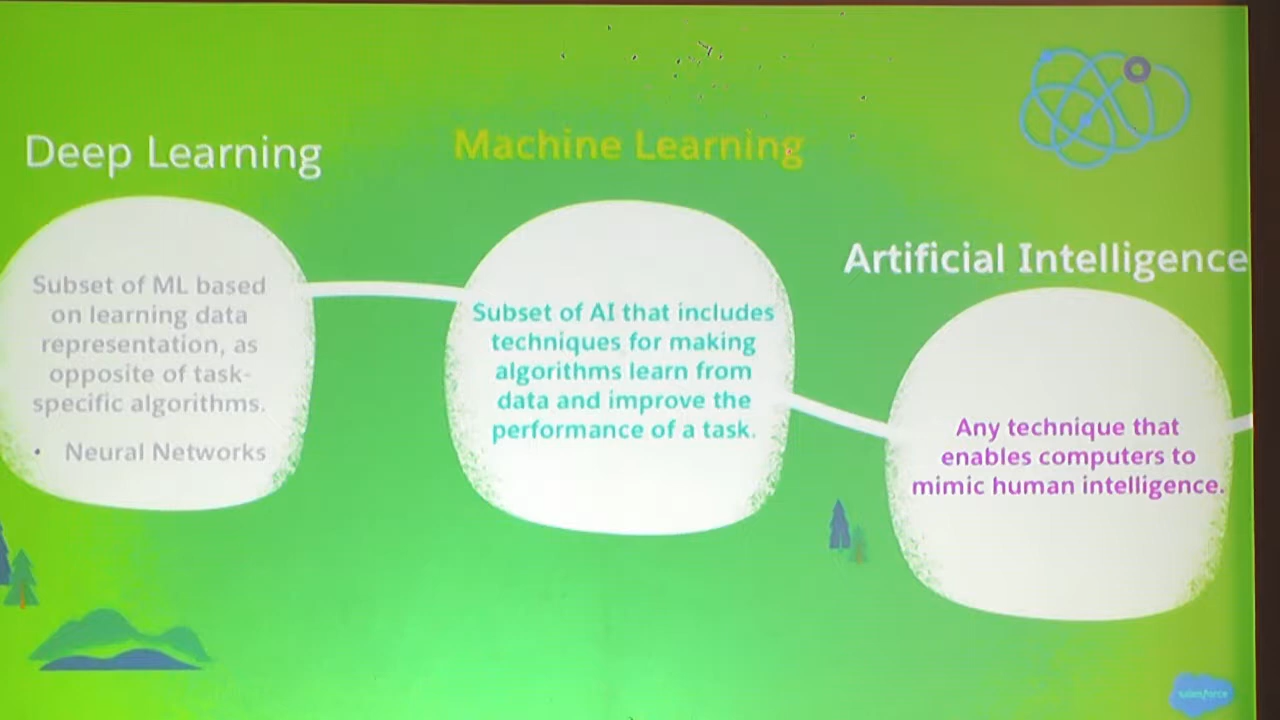 Deep Learning
Subset of ML based
on learning data
representation, as
opposite of task-
specific algorithms.
• Neural Networks
Machine Learning
Subset of AI that includes
techniques for making
algorithms learn from
data and improve the
performance of a task.
Artificial Intelligence
Any technique that
enables computers to
mimic human intelligence.
salesforce